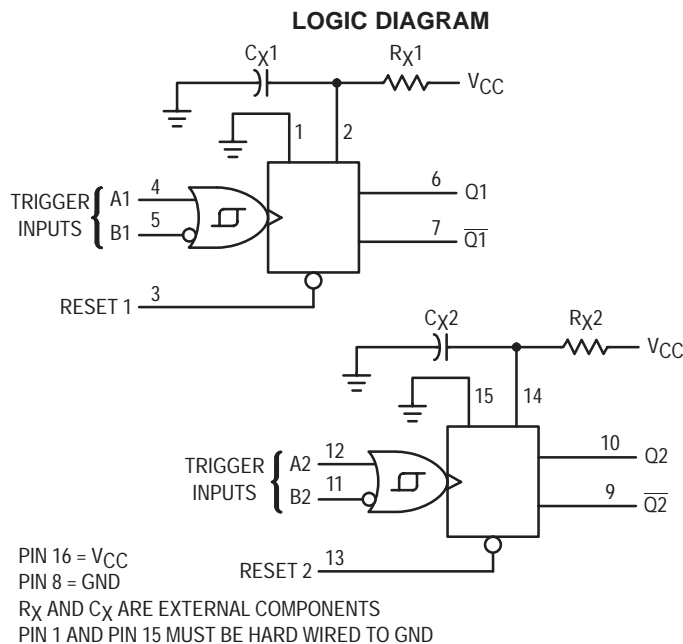 LOGIC DIAGRAM
CX1
RX1
VCC
1
2
TRIGGER
INPUTS
A1
4
B1
5
6
Q1
7
Q1
RESET 1
3
CX2
RX2
VCC
15
14
TRIGGER
INPUTS
A2
12
B2
11
10
Q2
9
Q2
RESET 2
13
PIN 16 = VCC
PIN 8 = GND
RX AND CX ARE EXTERNAL COMPONENTS
PIN 1 AND PIN 15 MUST BE HARD WIRED TO GND